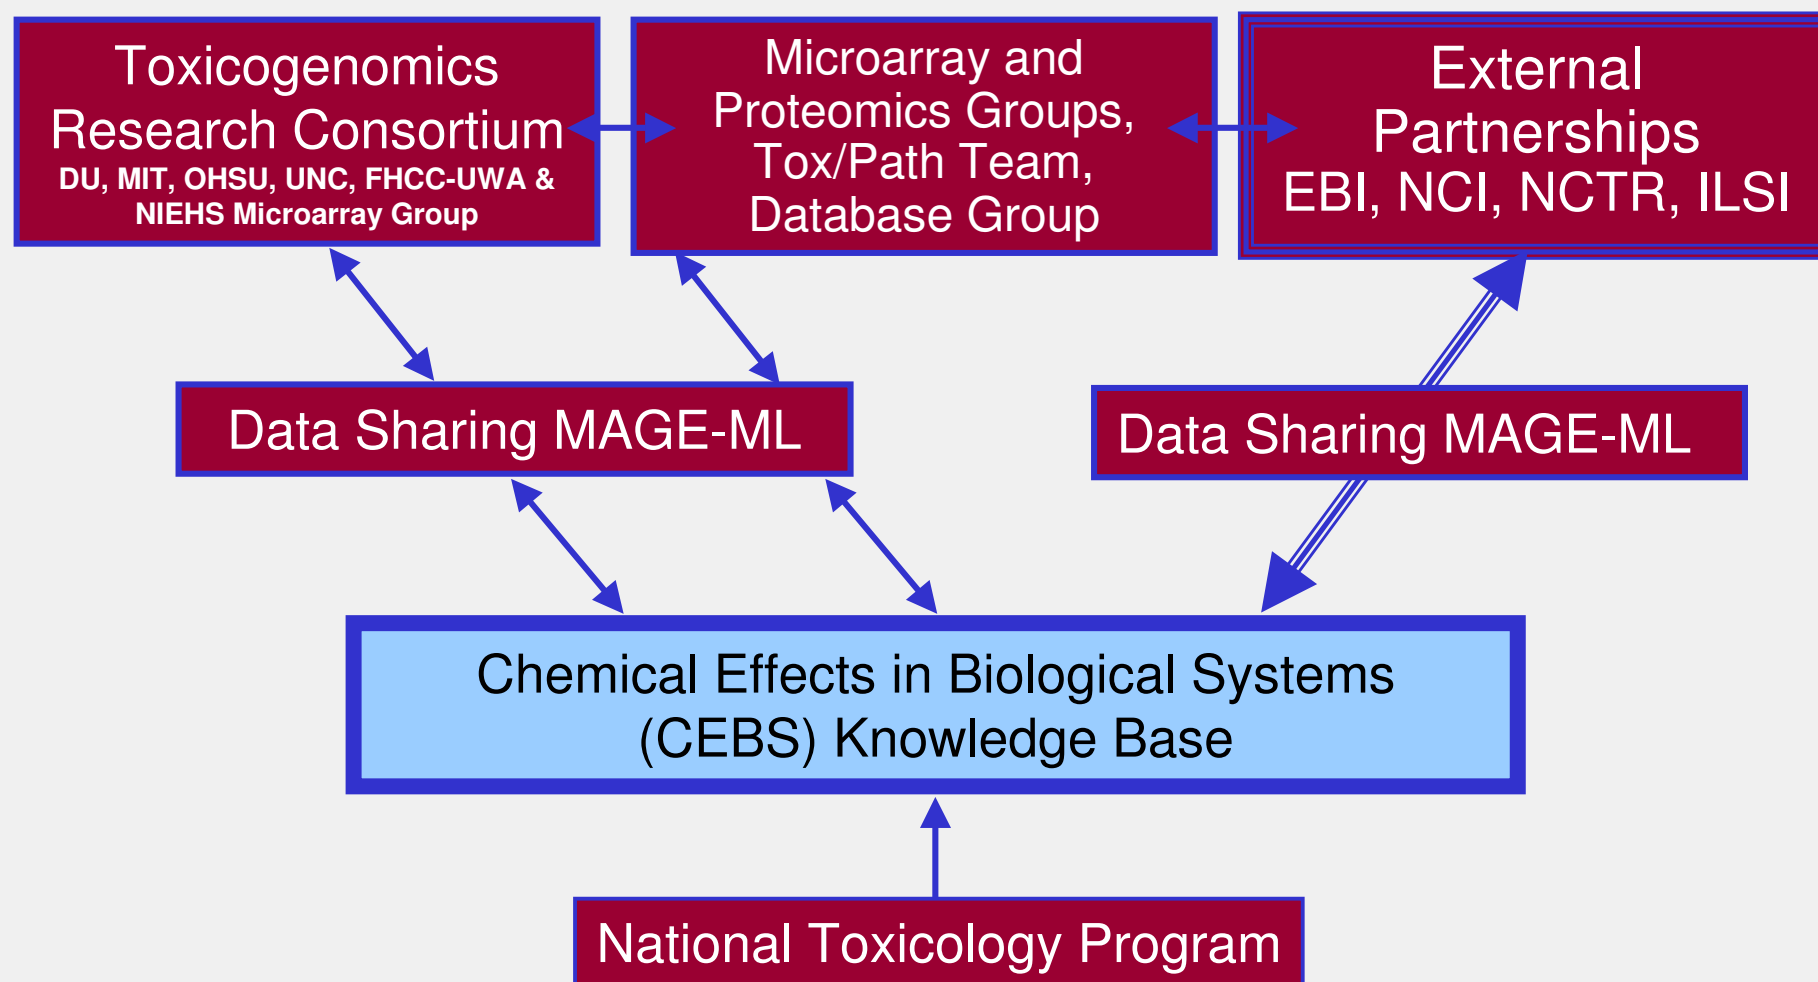 Toxicogenomics
Research Consortium
DU, MIT, OHSU, UNC, FHCC-UWA &
NIEHS Microarray Group
Microarray and
Proteomics Groups,
Tox/Path Team,
Database Group
External
Partnerships
EBI, NCI, NCTR, ILSI
Data Sharing MAGE-ML
Data Sharing MAGE-ML
Chemical Effects in Biological Systems
(CEBS) Knowledge Base
National Toxicology Program